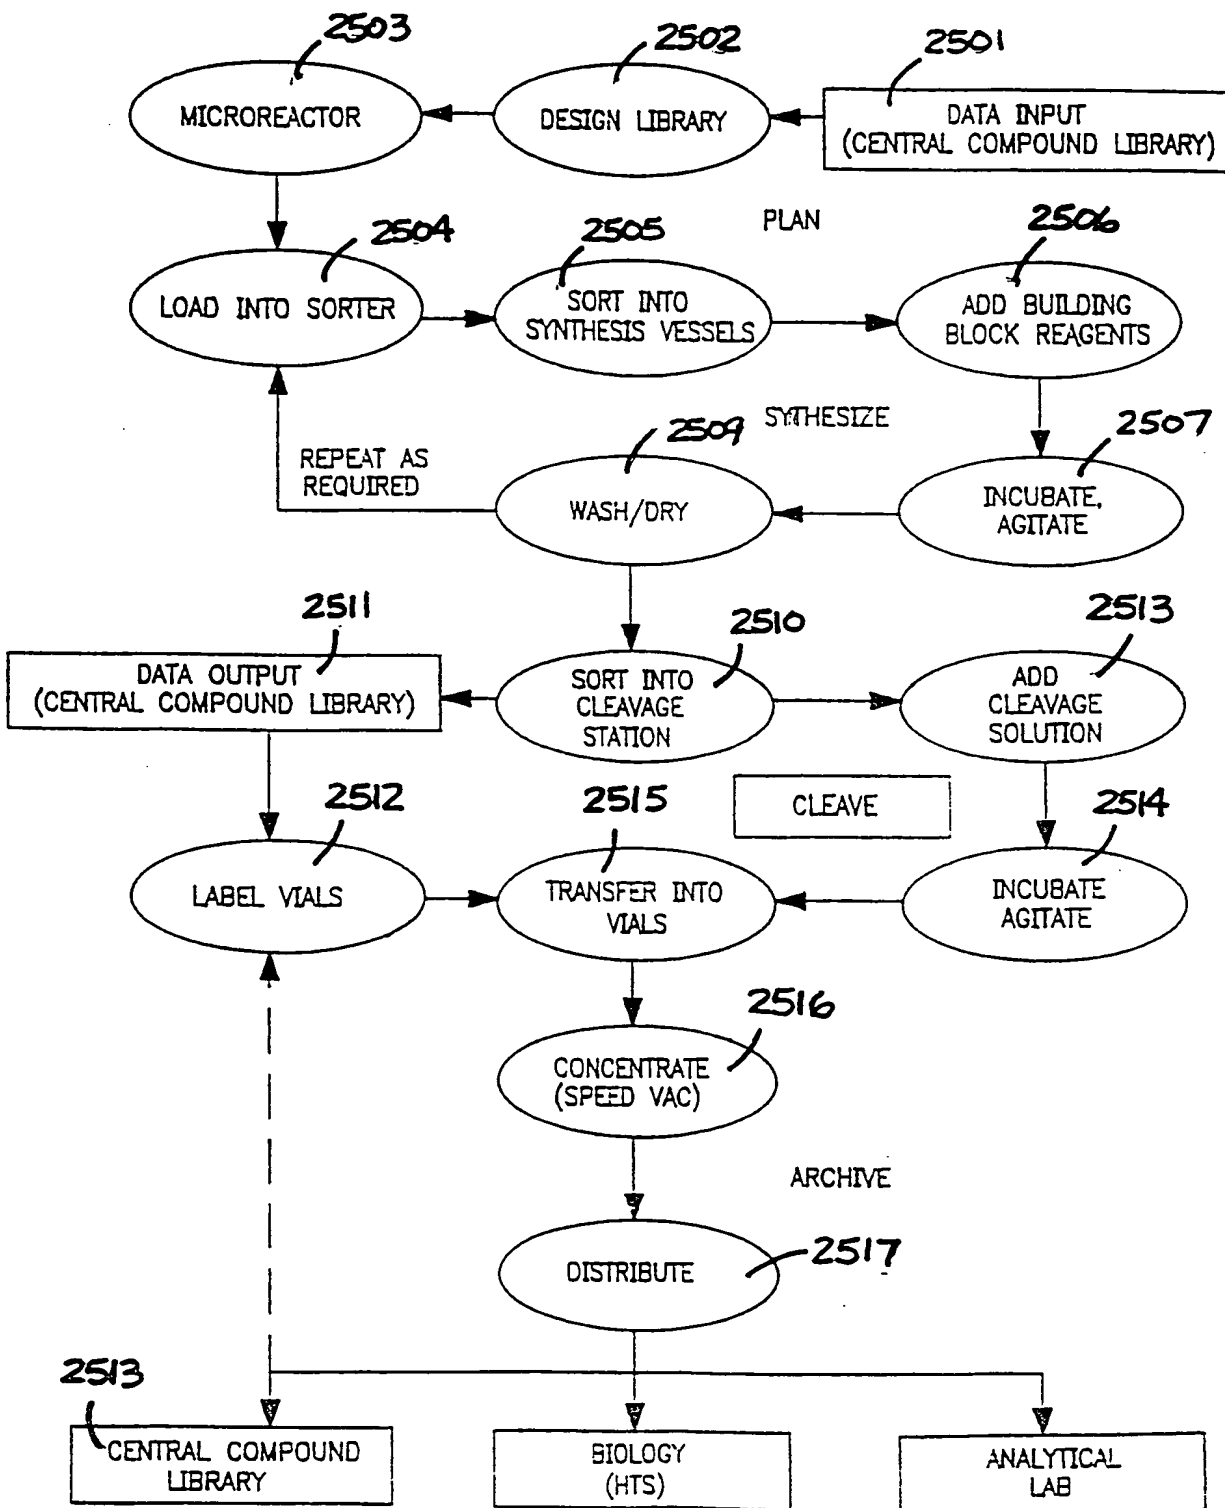 2503
2502
2501
MICROREACTOR
DESIGN LIBRARY
DATA INPUT
(CENTRAL COMPOUND LIBRARY)
PLAN
2504
2505
2506
LOAD INTO SORTER
SORT INTO
SYNTHESIS VESSELS
ADD BUILDING
BLOCK REAGENTS
SYTHESIZE
2509
2507
REPEAT AS
REQUIRED
WASH/DRY
INCUBATE,
AGITATE
2511
2510
2513
DATA OUTPUT
(CENTRAL COMPOUND LIBRARY)
SORT INTO
CLEAVAGE
STATION
ADD
CLEAVAGE
SOLUTION
CLEAVE
2512
2515
2514
LABEL VIALS
TRANSFER INTO
VIALS
INCUBATE
AGITATE
2516
CONCENTRATE
(SPEED VAC)
ARCHIVE
2517
DISTRIBUTE
2513
CENTRAL COMPOUND
LIBRARY
BIOLOGY
(HTS)
ANALYTICAL
LAB